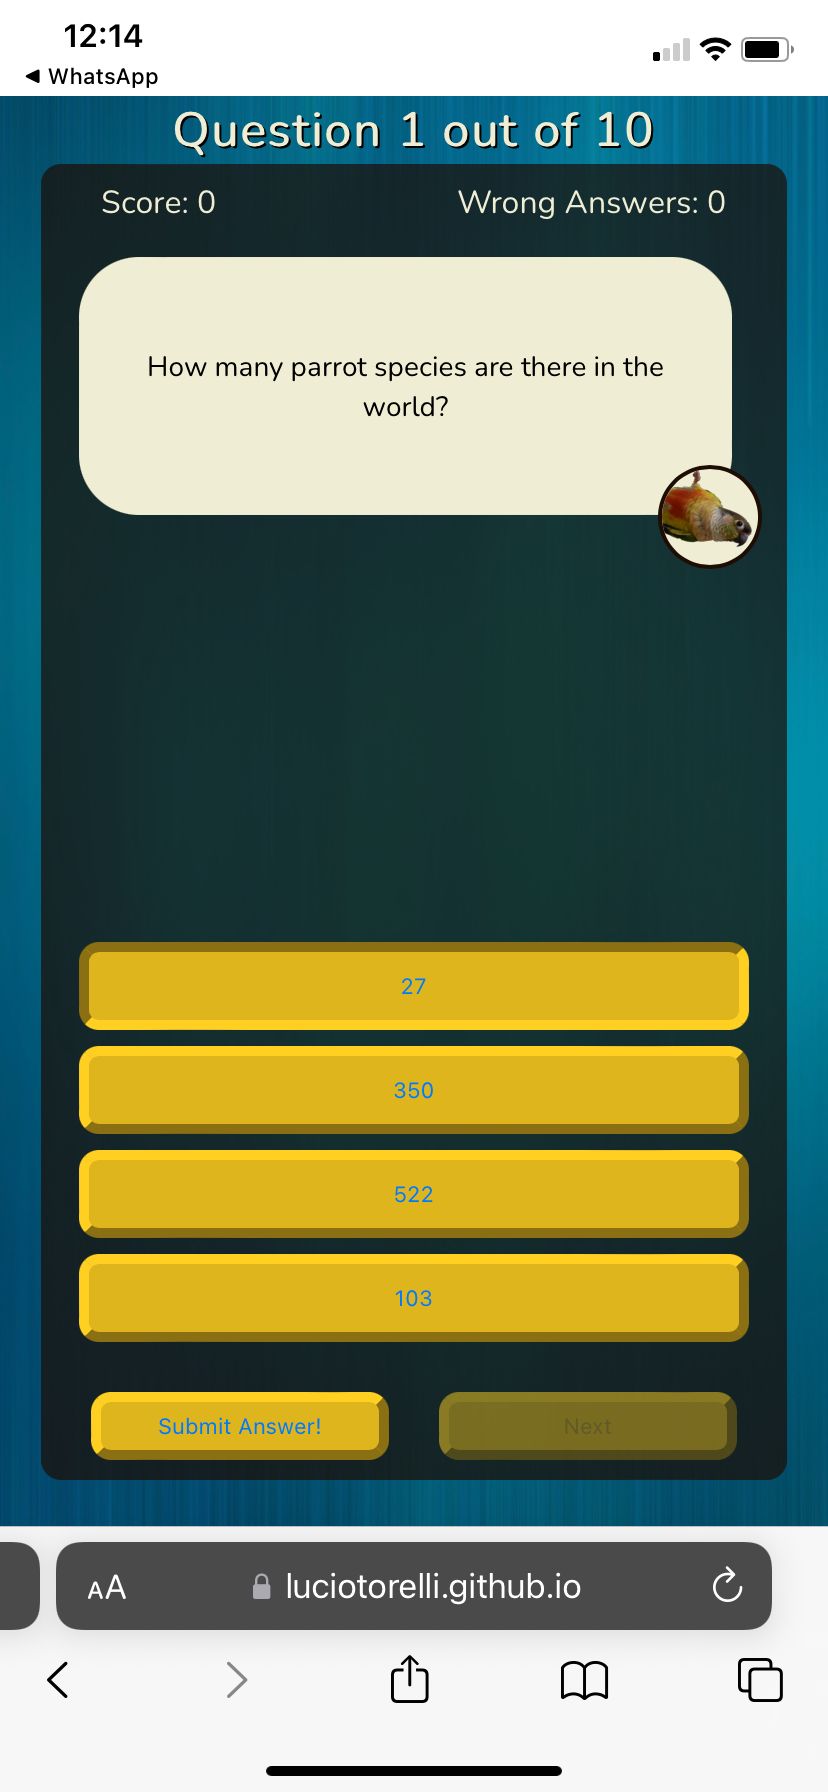 12:14
◀ WhatsApp
Question 1 out of 10
Score: 0
Wrong Answers: 0
How many parrot species are there in the
world?
27
350
522
103
Submit Answer!
Next
AA
luciotorelli.github.io